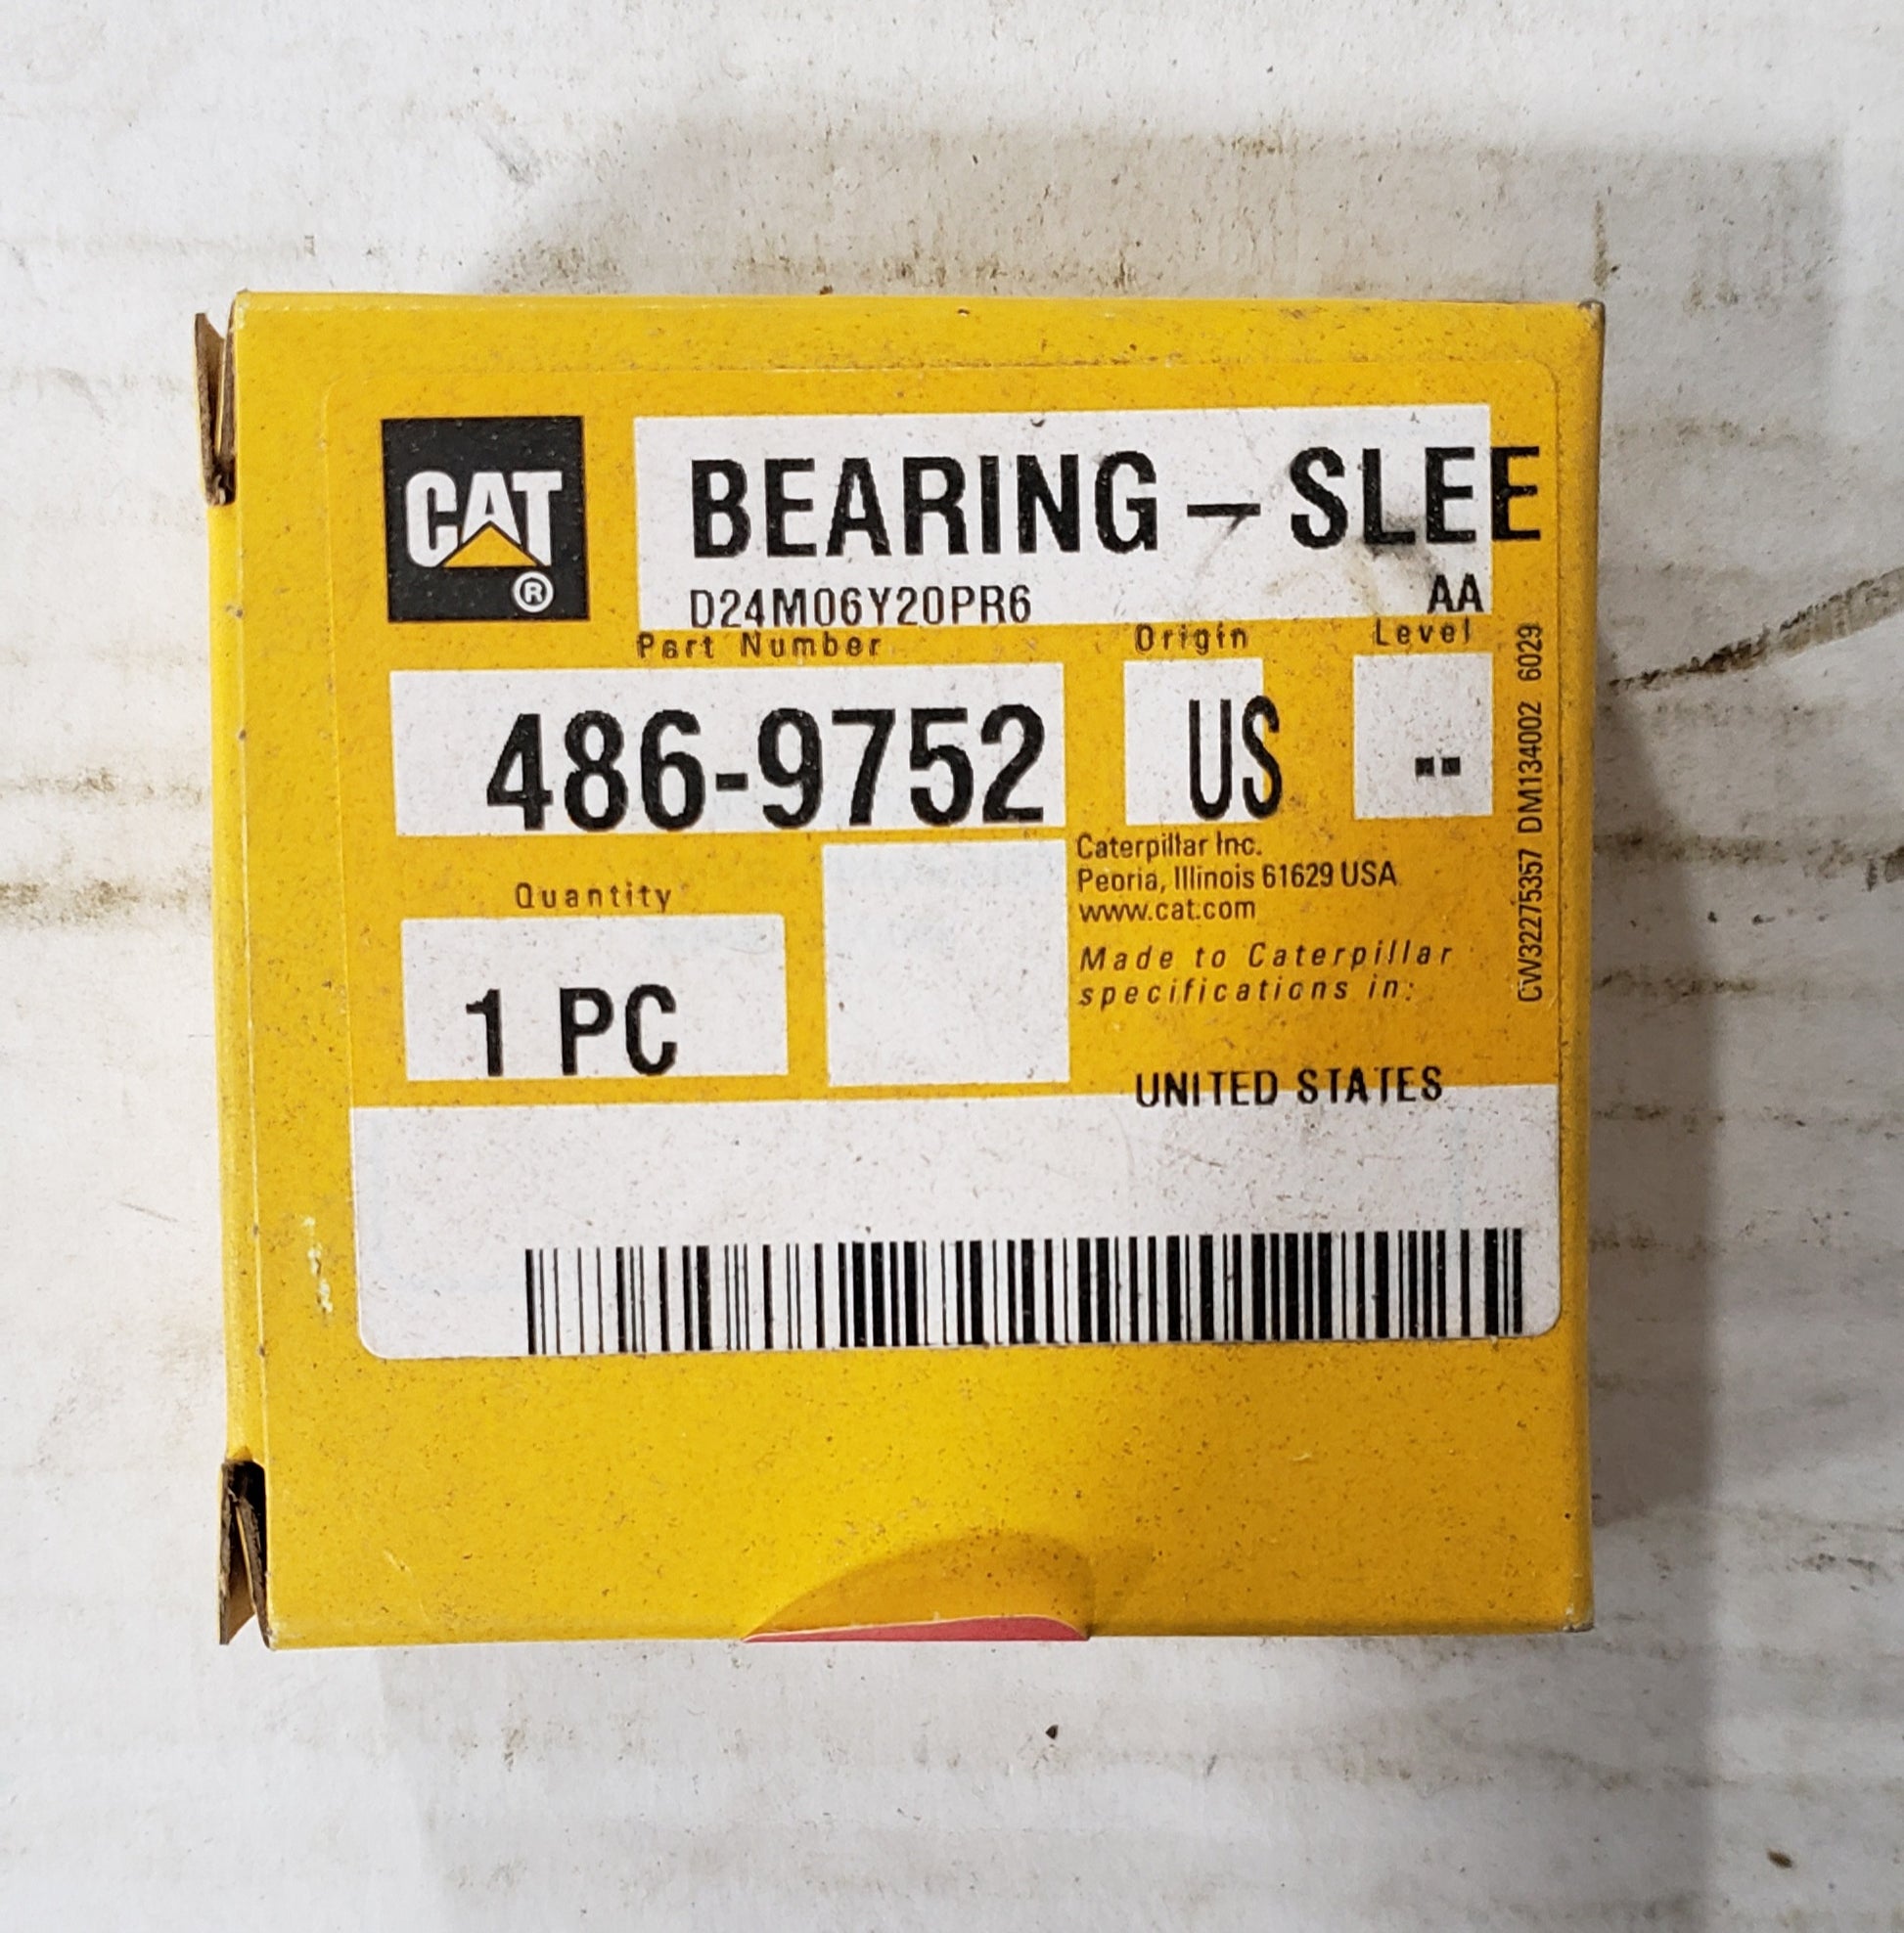 CAT
®
BEARING - SLEE
D24M06Y20PR6 AA
Part Number Origin Level
486-9752 US --
Quantity
1 PC
Caterpillar Inc.
Peoria, Illinois 61629 USA
www.cat.com
Made to Caterpillar
specifications in:
UNITED STATES
CW32275357 DM134002 6029